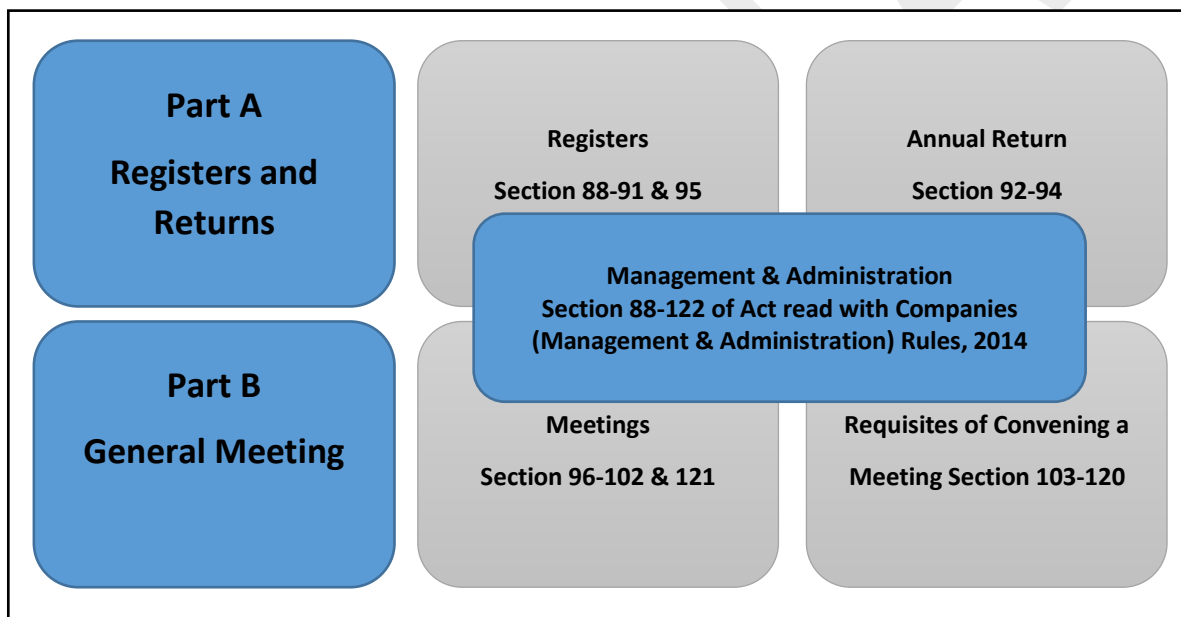 Part A
Registers and
Returns
Registers
Section 88-91 & 95
Annual Return
Section 92-94
Management & Administration
Section 88-122 of Act read with Companies
(Management & Administration) Rules, 2014
Part B
General Meeting
Meetings
Section 96-102 & 121
Requisites of Convening a
Meeting Section 103-120